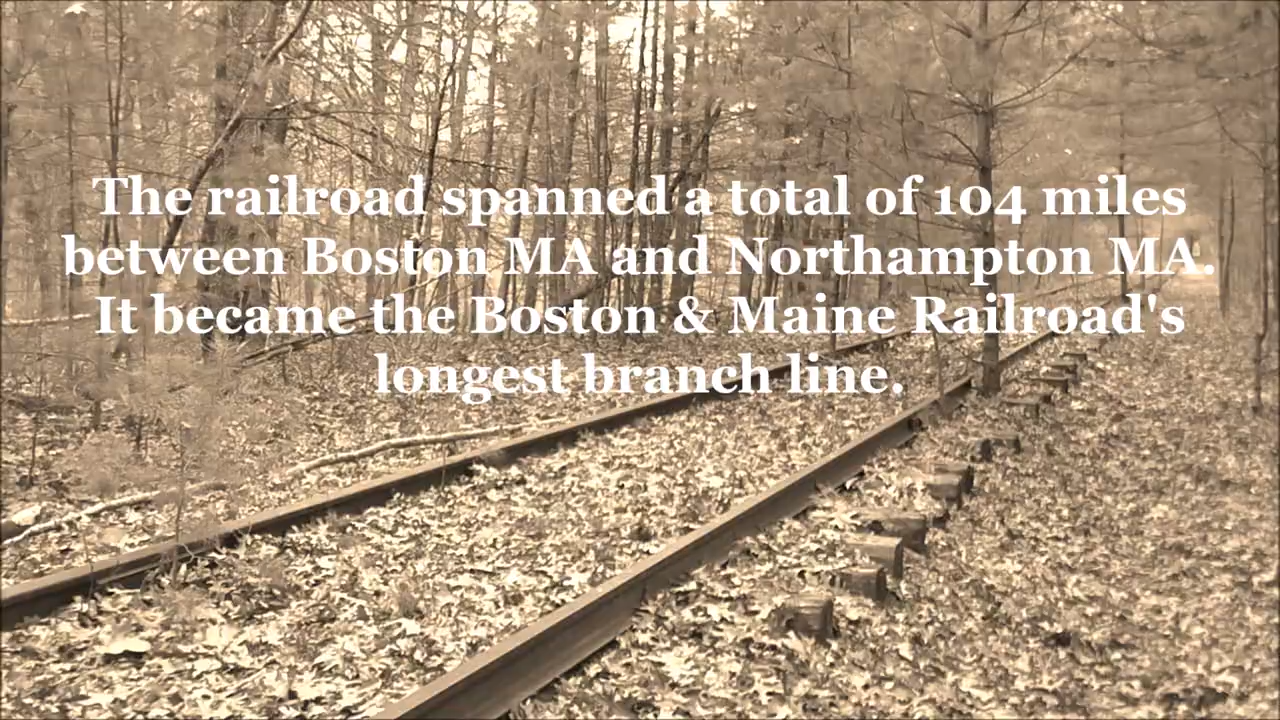 The railroad spanned a total of 104 miles
between Boston MA and Northampton MA.
It became the Boston & Maine Railroad's
longest branch line.